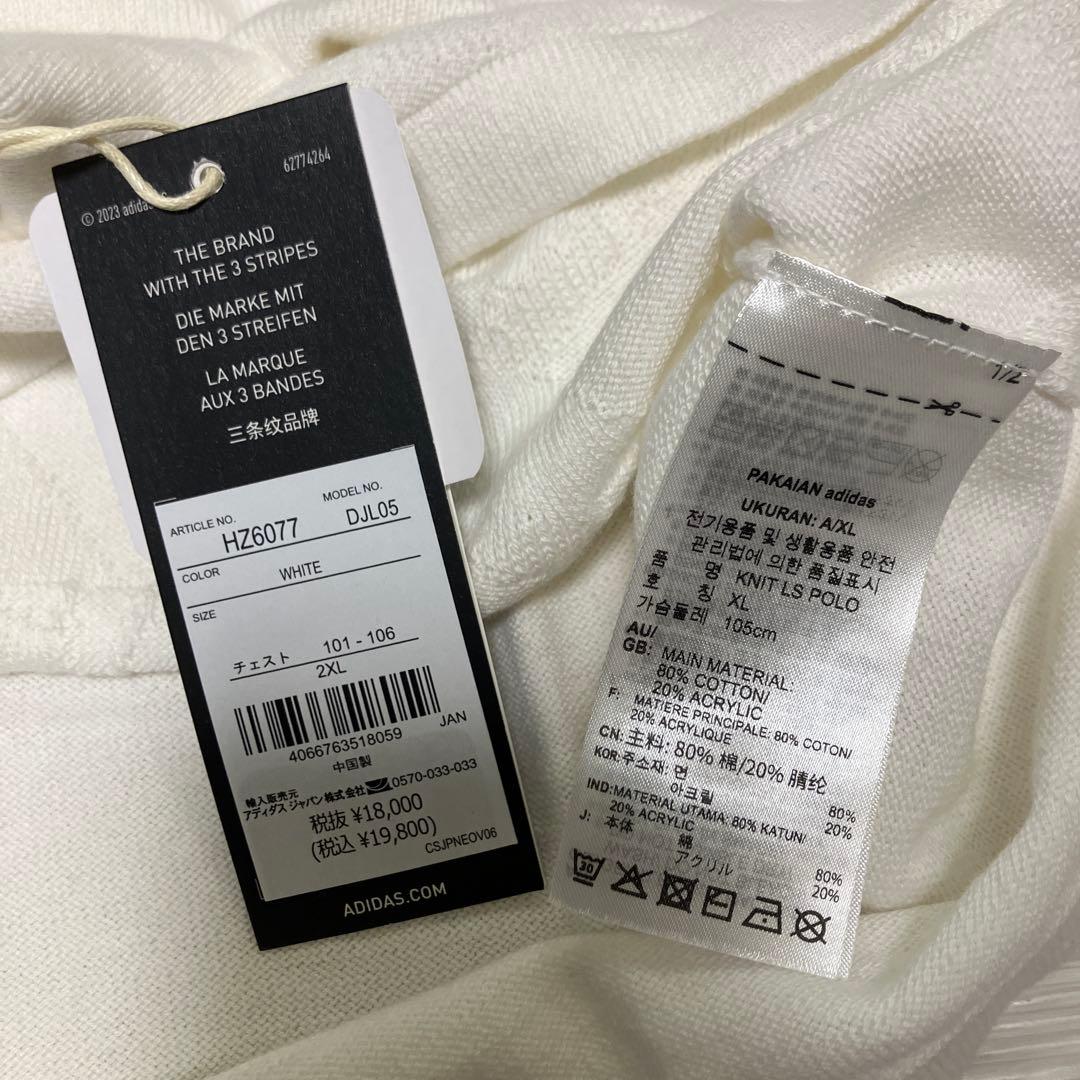 62774264
© 2023 adidas
THE BRAND
WITH THE 3 STRIPES
DIE MARKE MIT
DEN 3 STREIFEN
LA MARQUE
AUX 3 BANDES
三条纹品牌
ARTICLE NO.
HZ6077
MODEL NO.
DJL05
COLOR
WHITE
SIZE
チェスト 101 - 106
2XL
JAN
4066763518059
中国製
輸入販売元
アディダス ジャパン株式会社 0570-033-033
税抜 ¥18,000
(税込 ¥19,800)
CSJPNEOV06
ADIDAS.COM
1/2
PAKAIAN adidas
UKURAN: A/XL
전기용품 및 생활용품 안전
관리법에 의한 품질표시
품 명 KNIT LS POLO
호 칭 XL
가슴둘레 105cm
AU/
GB: MAIN MATERIAL:
80% COTTON/
20% ACRYLIC
F: MATIERE PRINCIPALE: 80% COTON/
20% ACRYLIQUE
CN: 主料: 80% 棉/20% 腈纶
KOR: 주소재: 면 80%
아크릴 20%
IND: MATERIAL UTAMA: 80% KATUN/
20% ACRYLIC
J: 本体 綿 80%
アクリル 20%
30